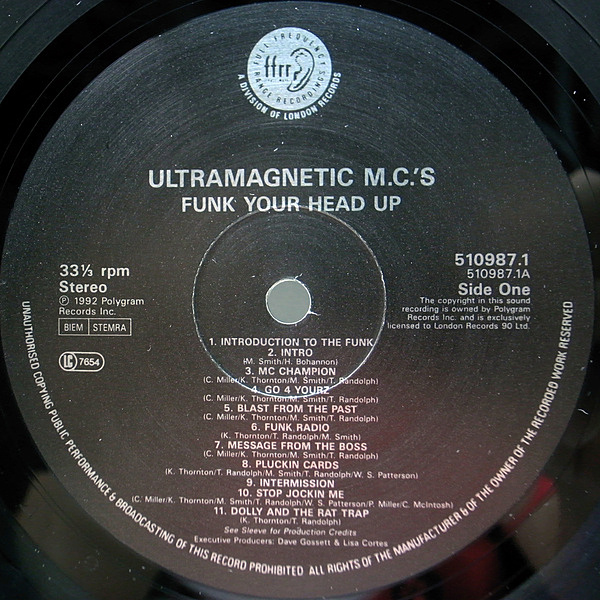 FULL FREQUENCY
ffrr
RANGE RECORDINGS
A DIVISION OF LONDON RECORDS
ULTRAMAGNETIC M.C.'S
FUNK YOUR HEAD UP
33⅓ rpm
Stereo
℗ 1992 Polygram
Records Inc.
BIEM STEMRA
LC 7654
510987.1
510987.1A
Side One
The copyright in this sound
recording is owned by Polygram
Records Inc. and is exclusively
licensed to London Records 90 Ltd.
1. INTRODUCTION TO THE FUNK
2. INTRO
(M. Smith/H. Bohannon)
3. MC CHAMPION
(C. Miller/K. Thornton/M. Smith/T. Randolph)
4. GO 4 YOURZ
(C. Miller/K. Thornton/M. Smith/T. Randolph)
5. BLAST FROM THE PAST
(C. Miller/K. Thornton/M. Smith/T. Randolph)
6. FUNK RADIO
(K. Thornton/T. Randolph/M. Smith)
7. MESSAGE FROM THE BOSS
(C. Miller/K. Thornton/M. Smith/T. Randolph)
8. PLUCKIN CARDS
(K. Thornton/T. Randolph/M. Smith/T. Randolph/W. S. Patterson)
9. INTERMISSION
10. STOP JOCKIN ME
(C. Miller/K. Thornton/M. Smith/T. Randolph/W. S. Patterson/P. Miller/C. McIntosh)
11. DOLLY AND THE RAT TRAP
(K. Thornton/T. Randolph)
See Sleeve for Production Credits
Executive Producers: Dave Gossett & Lisa Cortes
UNAUTHORISED COPYING PUBLIC PERFORMANCE & BROADCASTING OF THIS RECORD PROHIBITED ALL RIGHTS OF THE MANUFACTURER & OF THE OWNER OF THE RECORDED WORK RESERVED